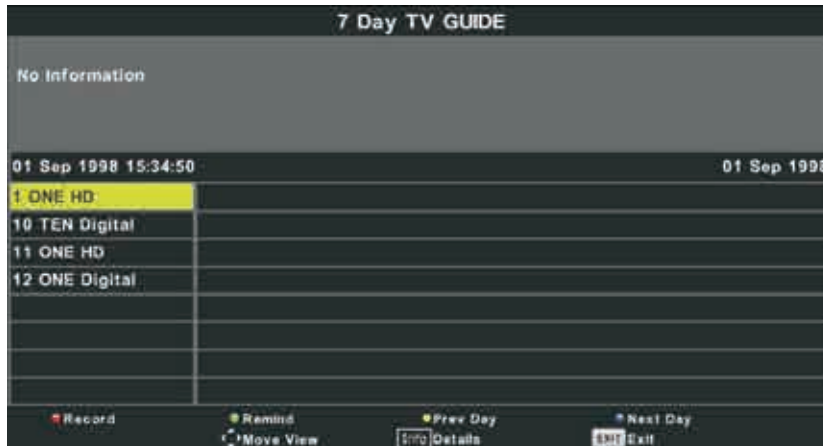 7 Day TV GUIDE
No Information
01 Sep 1998 15:34:50 01 Sep 1998
1 ONE HD
10 TEN Digital
11 ONE HD
12 ONE Digital
Record Remind Prev Day Next Day
Move View Info Details EXIT Exit